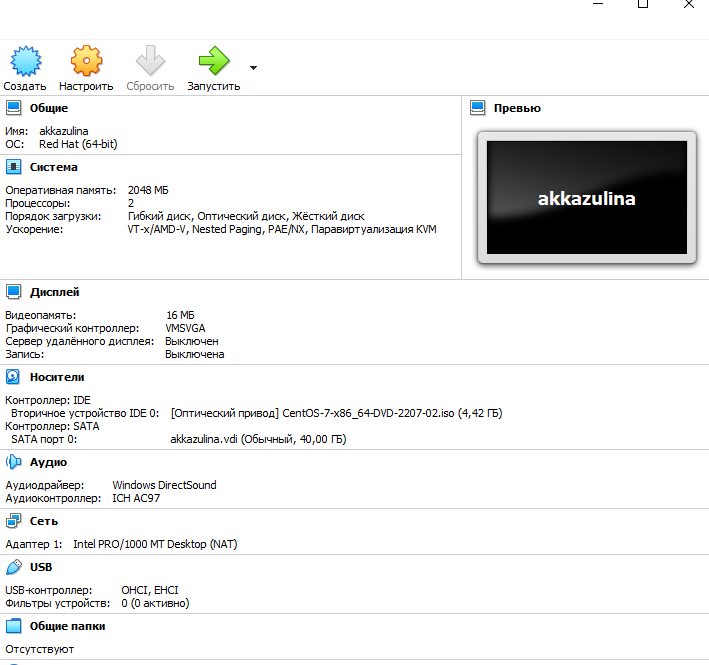 Создать Настроить Сбросить Запустить
Общие
Имя: akkazulina
ОС: Red Hat (64-bit)
Превью
akkazulina
Система
Оперативная память: 2048 МБ
Процессоры: 2
Порядок загрузки: Гибкий диск, Оптический диск, Жёсткий диск
Ускорение: VT-x/AMD-V, Nested Paging, PAE/NX, Паравиртуализация KVM
Дисплей
Видеопамять: 16 МБ
Графический контроллер: VMSVGA
Сервер удалённого дисплея: Выключен
Запись: Выключена
Носители
Контроллер: IDE
Вторичное устройство IDE 0: [Оптический привод] CentOS-7-x86_64-DVD-2207-02.iso (4,42 ГБ)
Контроллер: SATA
SATA порт 0: akkazulina.vdi (Обычный, 40,00 ГБ)
Аудио
Аудиодрайвер: Windows DirectSound
Аудиоконтроллер: ICH AC97
Сеть
Адаптер 1: Intel PRO/1000 MT Desktop (NAT)
USB
USB-контроллер: OHCI, EHCI
Фильтры устройств: 0 (0 активно)
Общие папки
Отсутствуют